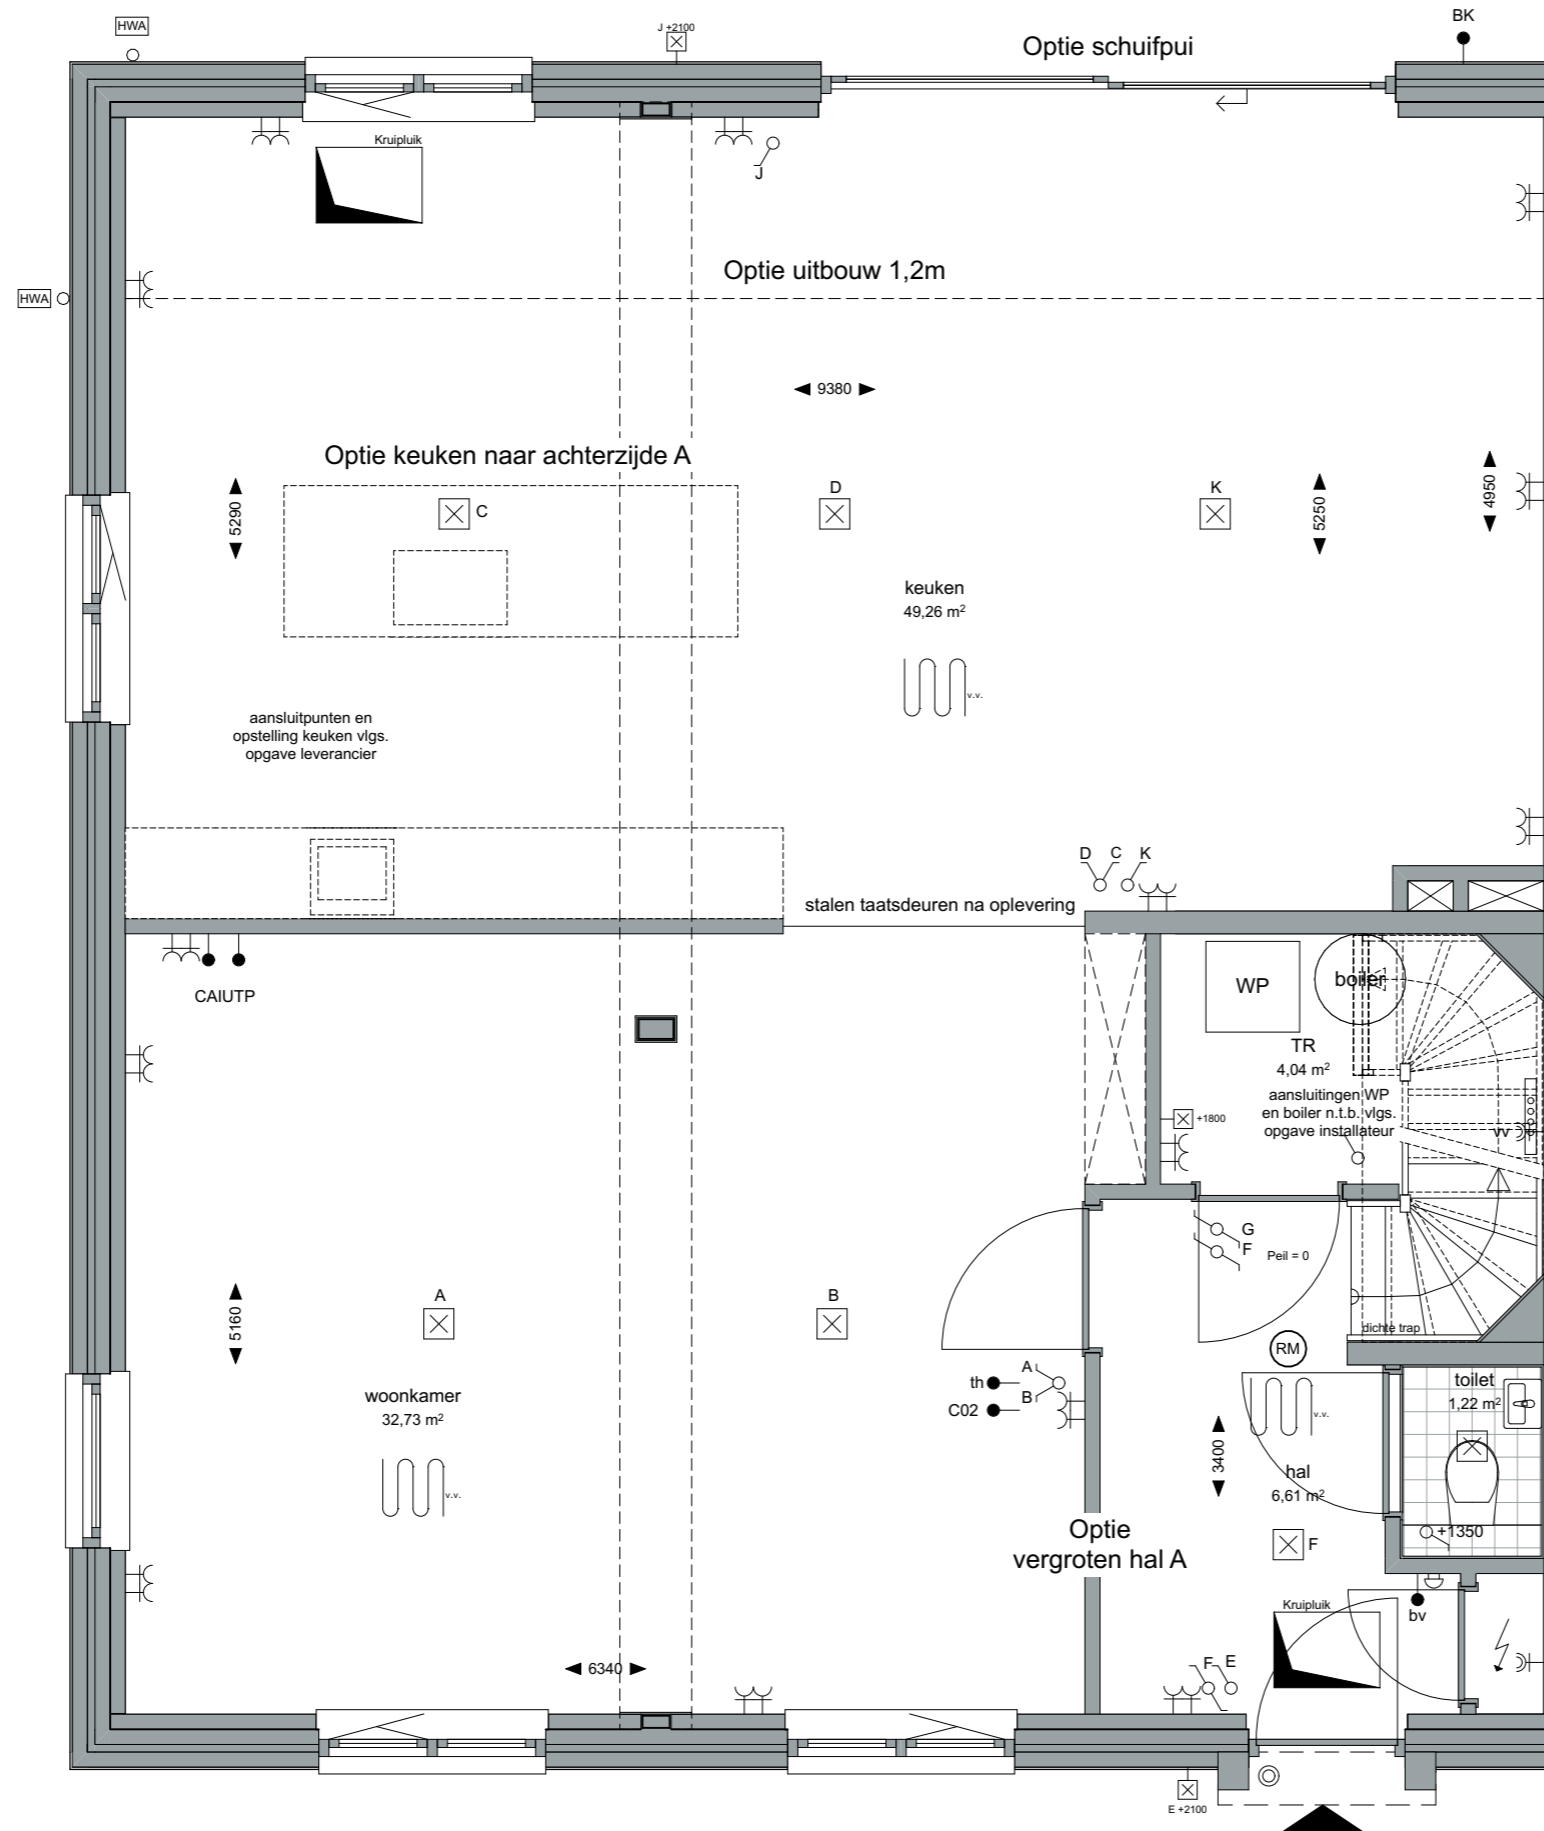 HWA
J +2100
Optie schuifpui
BK
Kruipluik
J
Optie uitbouw 1,2m
HWA
9380
Optie keuken naar achterzijde A
5290
C
D
K
5250
4950
keuken
49,26 m²
v.v.
aansluitpunten en
opstelling keuken vlgs.
opgave leverancier
D C K
stalen taatsdeuren na oplevering
CAIUTP
WP
boiler
TR
4,04 m²
aansluitingen WP
en boiler n.t.b. vlgs.
opgave installateur
+1800
vv
G
F
Peil = 0
dichte trap
5160
A
B
RM
woonkamer
32,73 m²
v.v.
th
A
B
C02
toilet
1,22 m²
v.v.
3400
hal
6,61 m²
+1350
Optie
vergroten hal A
F
Kruipluik
bv
6340
F E
E +2100